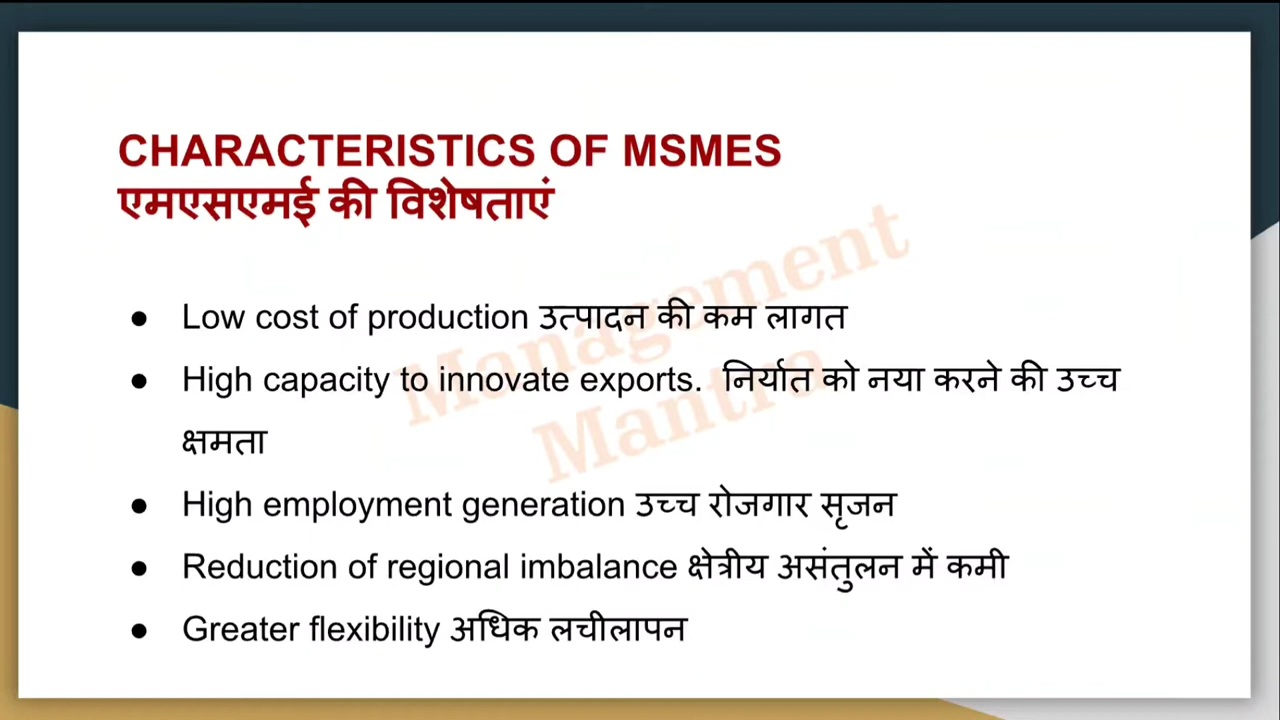 CHARACTERISTICS OF MSMES
एमएसएमई की विशेषताएं
Management
Mantra
● Low cost of production उत्पादन की कम लागत
● High capacity to innovate exports. निर्यात को नया करने की उच्च
क्षमता
● High employment generation उच्च रोजगार सृजन
● Reduction of regional imbalance क्षेत्रीय असंतुलन में कमी
● Greater flexibility अधिक लचीलापन